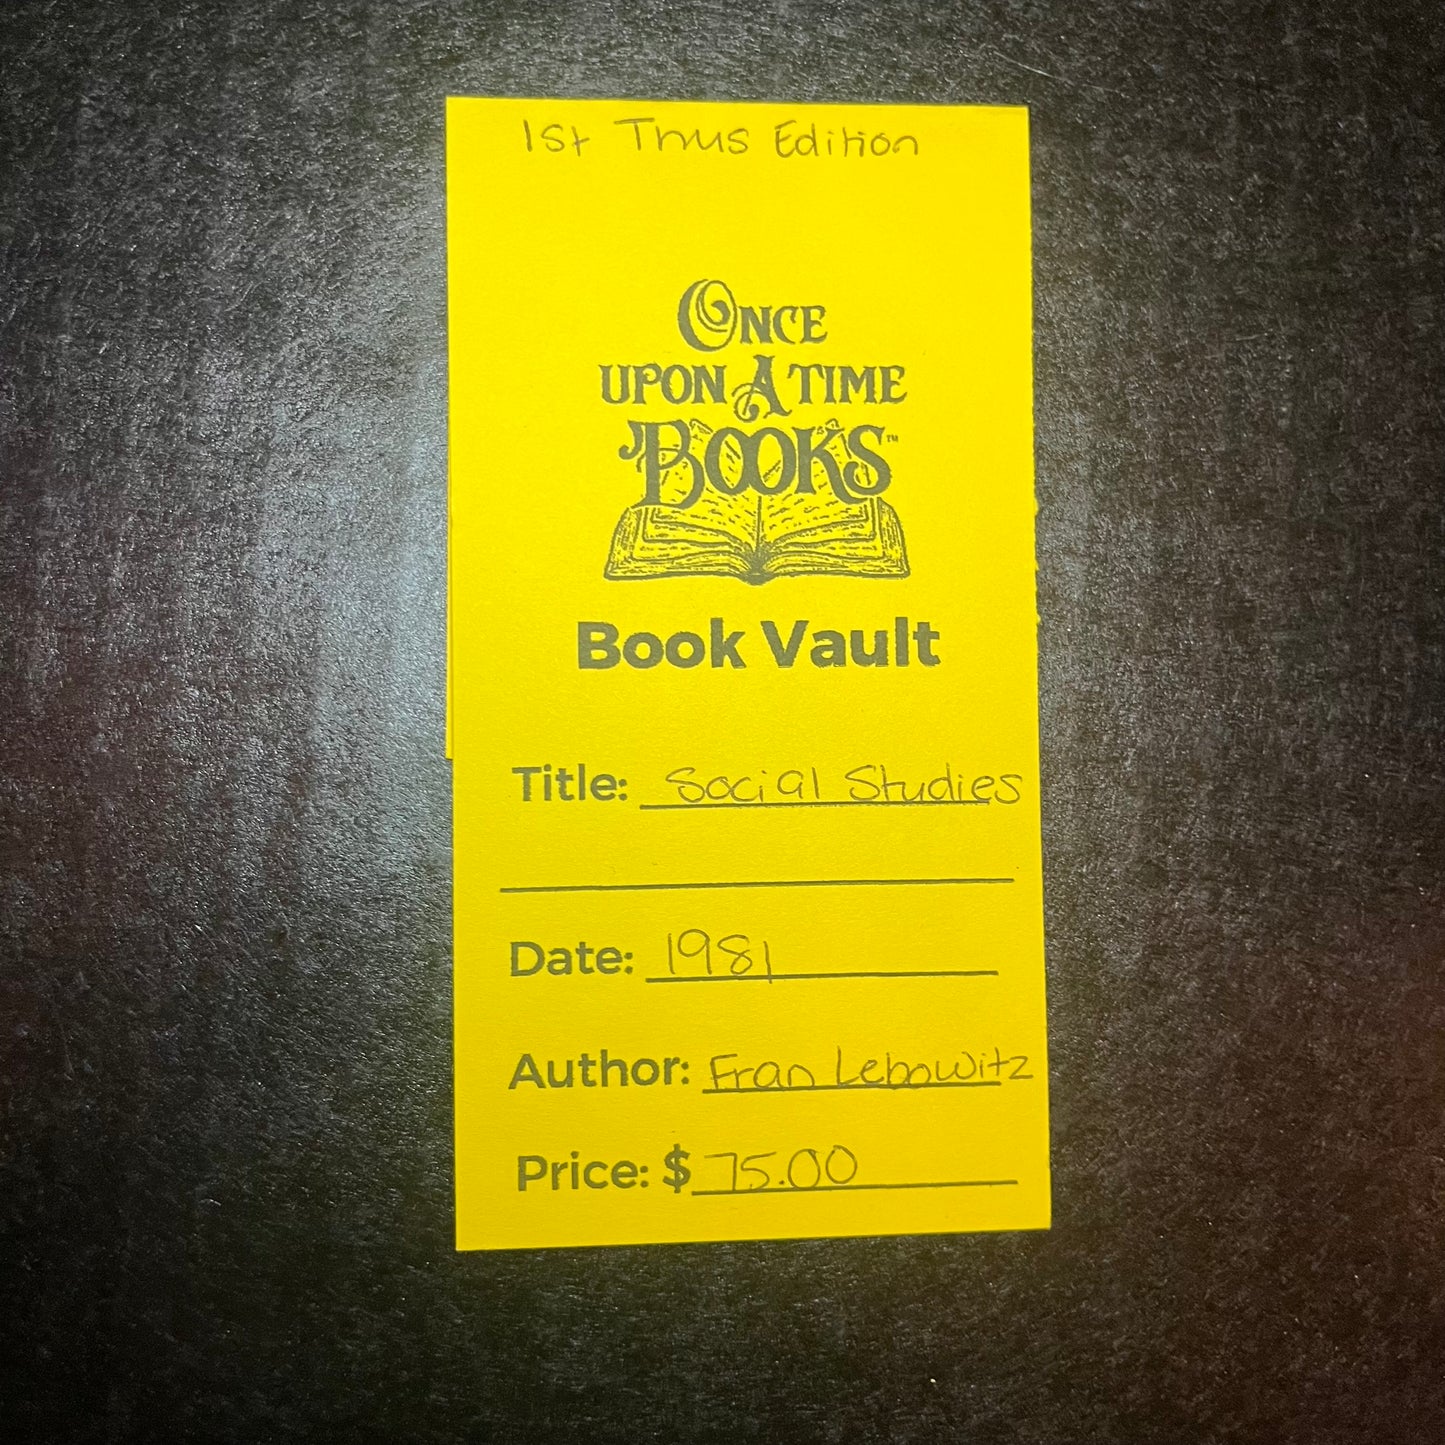 1st Thus Edition
ONCE
UPON A TIME
BOOKS™
Book Vault
Title: Social Studies
Date: 1981
Author: Fran Lebowitz
Price: $ 75.00